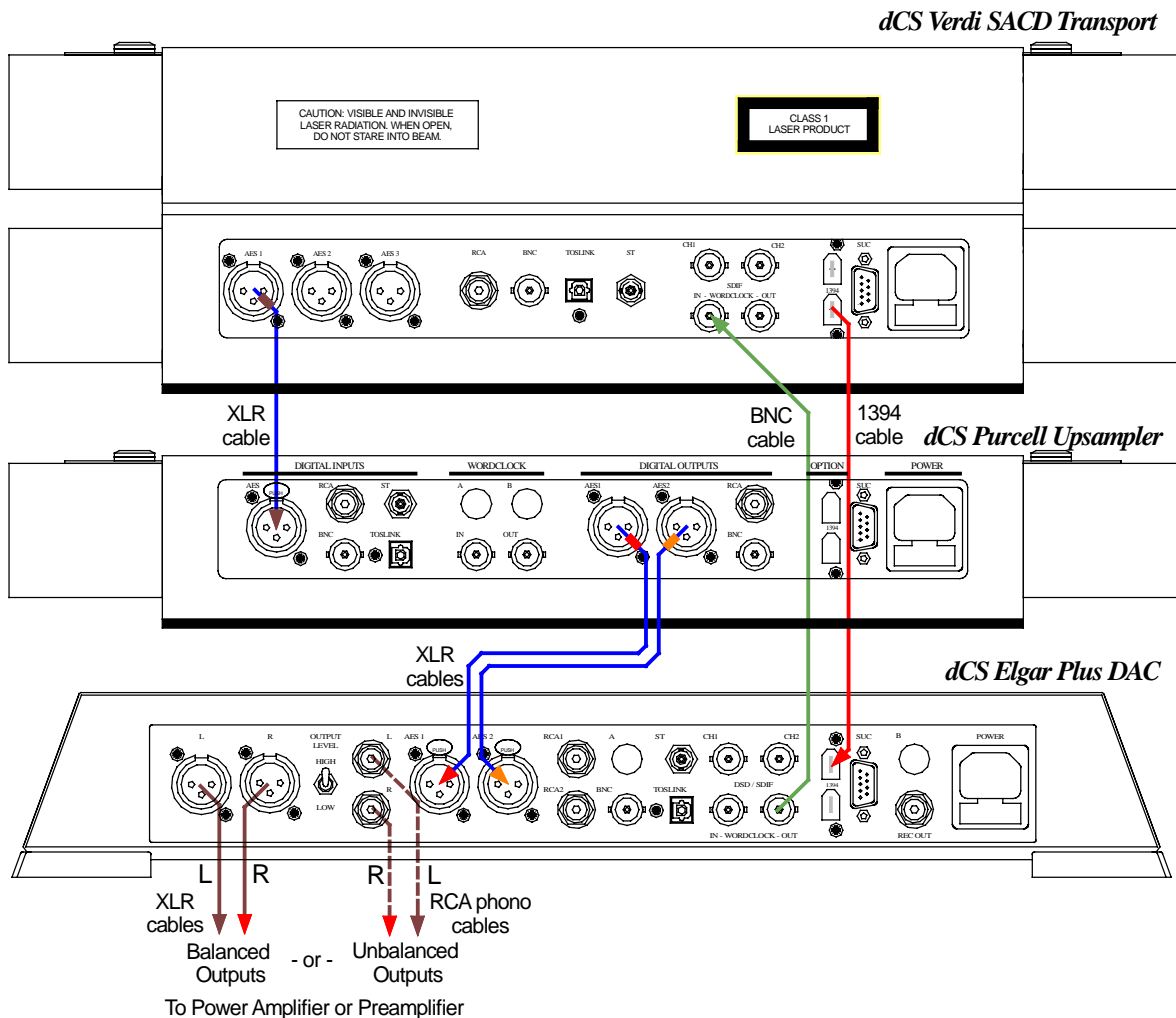 dCS Verdi SACD Transport
CAUTION: VISIBLE AND INVISIBLE
LASER RADIATION. WHEN OPEN,
DO NOT STARE INTO BEAM.
CLASS 1
LASER PRODUCT
AES 1
AES 2
AES 3
RCA
BNC
TOSLINK
ST
CH1
CH2
SDIF
IN - WORDCLOCK - OUT
1394
SUC
XLR
cable
BNC
cable
1394
cable
dCS Purcell Upsampler
DIGITAL INPUTS
WORDCLOCK
DIGITAL OUTPUTS
OPTION
POWER
AES
PUSH
RCA
ST
A
B
AES1
AES2
RCA
SUC
BNC
TOSLINK
IN
OUT
BNC
1394
XLR
cables
dCS Elgar Plus DAC
L
R
OUTPUT
LEVEL
HIGH
LOW
L
R
AES 1
PUSH
AES 2
PUSH
RCA1
A
ST
CH1
CH2
SUC
B
POWER
RCA2
BNC
TOSLINK
DSD / SDIF
IN - WORDCLOCK - OUT
1394
REC OUT
L
R
R
L
XLR
cables
RCA phono
cables
Balanced
Outputs
- or -
Unbalanced
Outputs
To Power Amplifier or Preamplifier